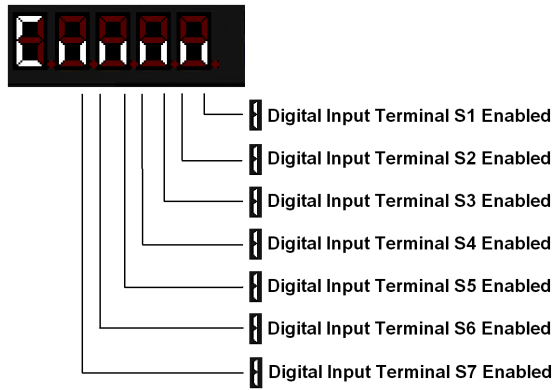 Digital Input Terminal S1 Enabled
Digital Input Terminal S2 Enabled
Digital Input Terminal S3 Enabled
Digital Input Terminal S4 Enabled
Digital Input Terminal S5 Enabled
Digital Input Terminal S6 Enabled
Digital Input Terminal S7 Enabled